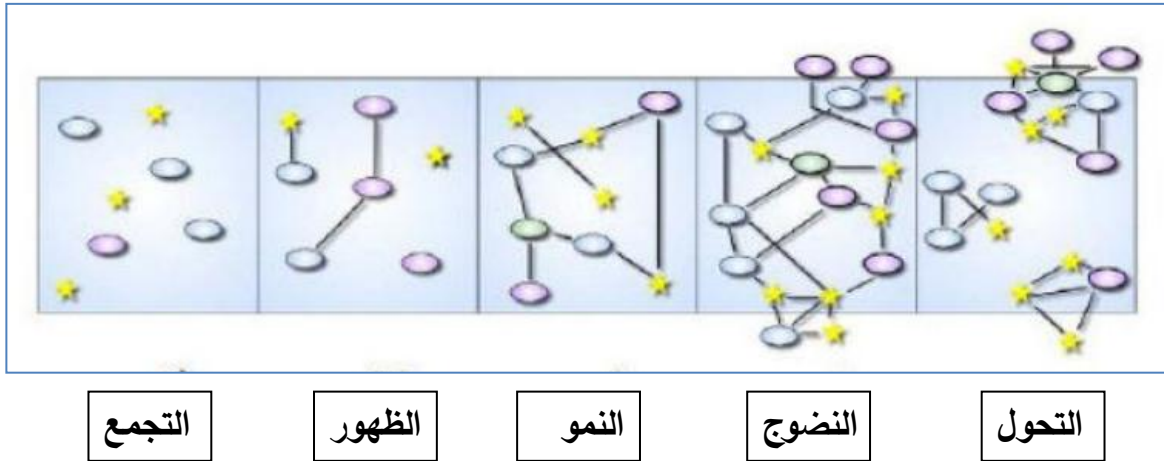 التجمع
الظهور
النمو
النضوج
التحول